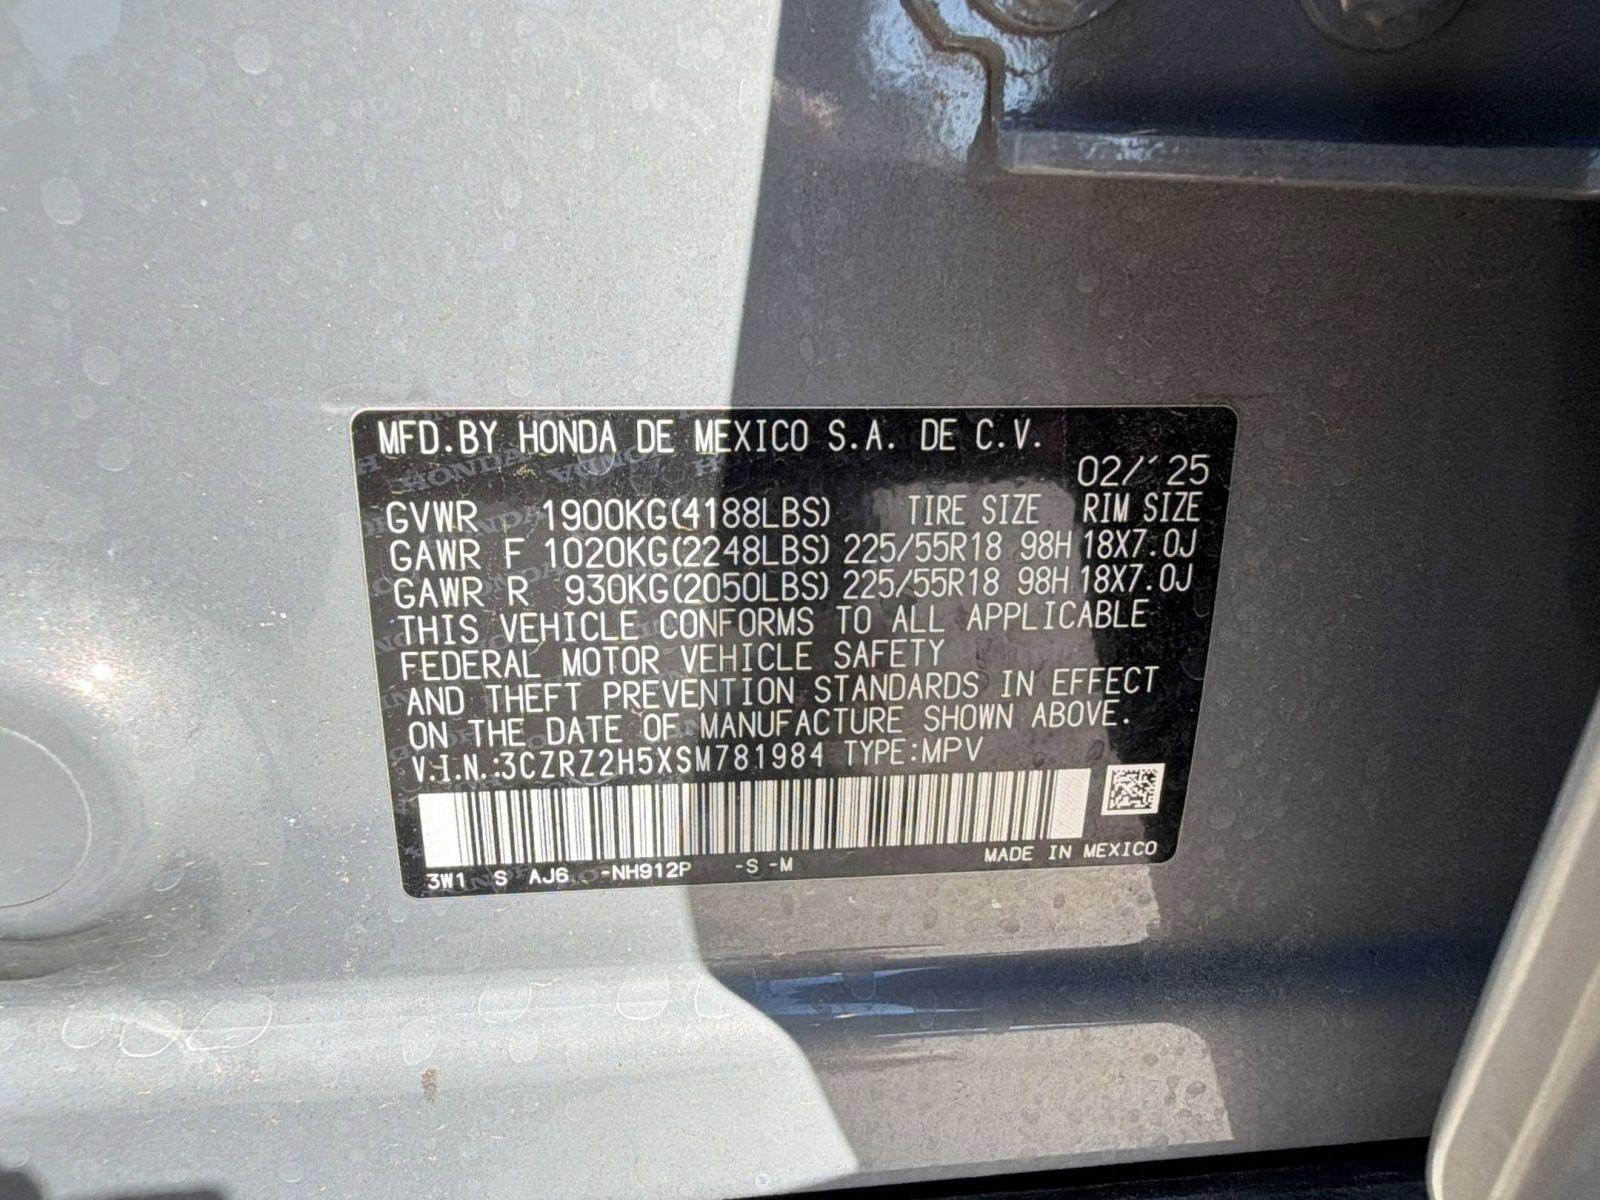 MFD.BY HONDA DE MEXICO S.A. DE C.V.
02/'25
GVWR 1900KG(4188LBS) TIRE SIZE RIM SIZE
GAWR F 1020KG(2248LBS) 225/55R18 98H 18X7.0J
GAWR R 930KG(2050LBS) 225/55R18 98H 18X7.0J
THIS VEHICLE CONFORMS TO ALL APPLICABLE
FEDERAL MOTOR VEHICLE SAFETY
AND THEFT PREVENTION STANDARDS IN EFFECT
ON THE DATE OF MANUFACTURE SHOWN ABOVE.
V.I.N.:3CZRZ2H5XSM781984 TYPE:MPV
MADE IN MEXICO
3W1 S AJ6 -NH912P -S -M